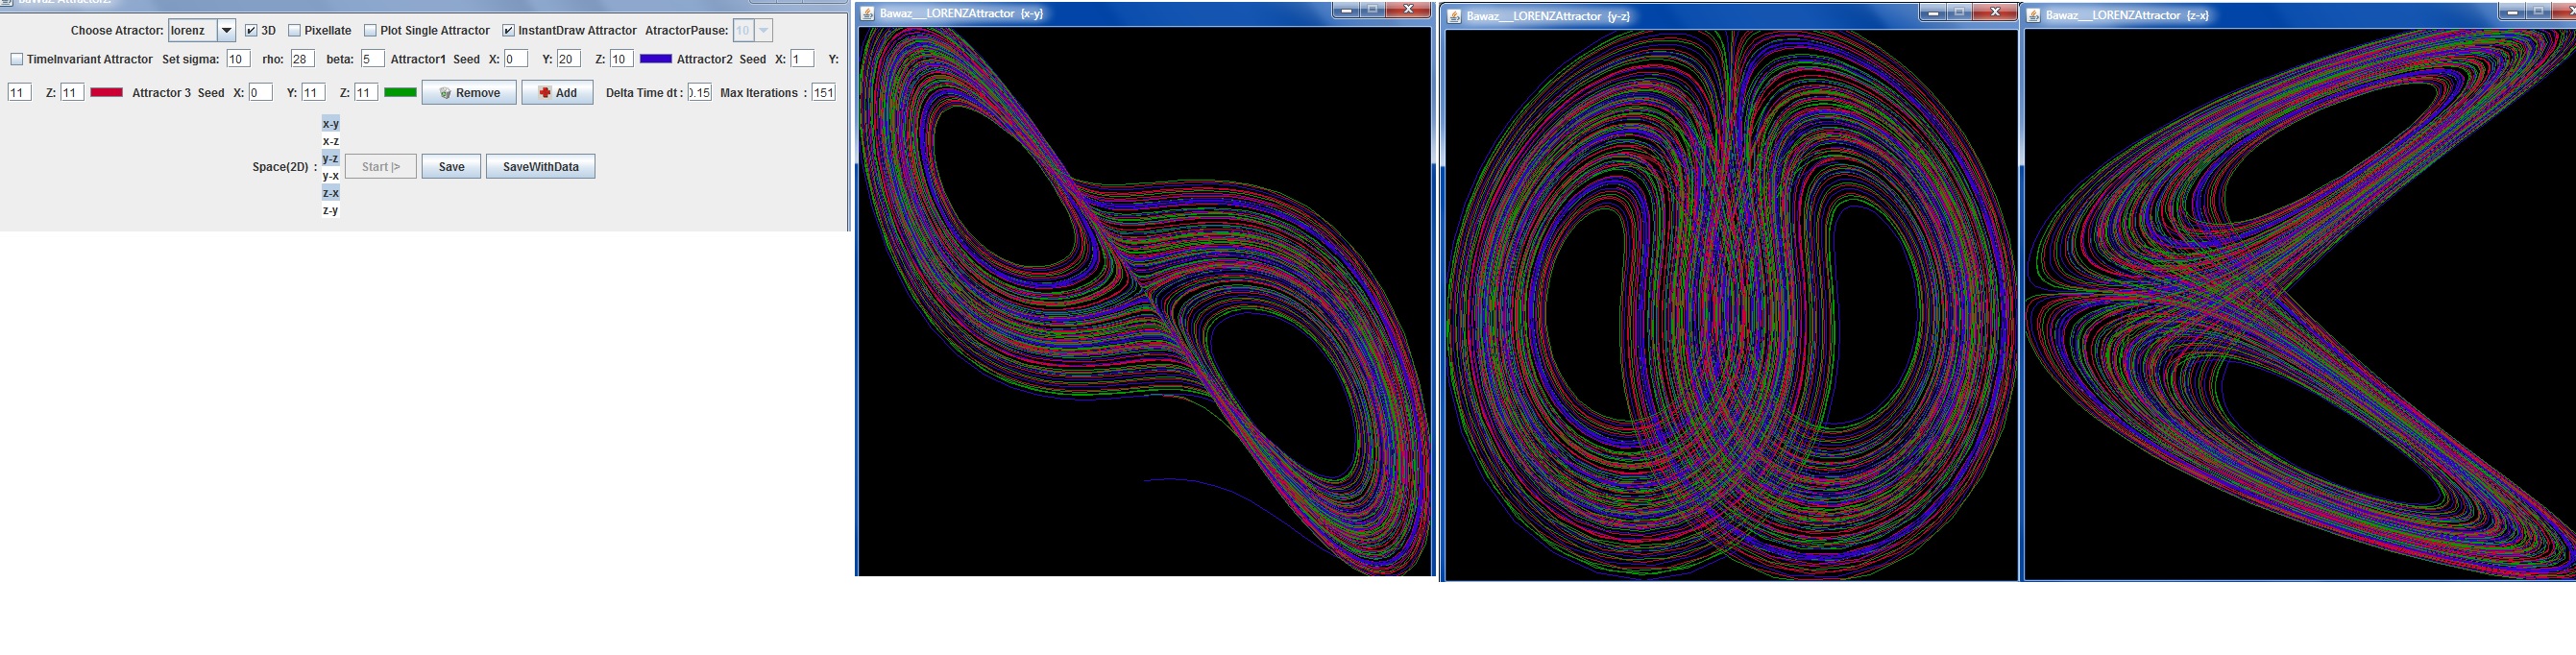 Choose Atractor: lorenz 3D Pixellate Plot Single Attractor InstantDraw Attractor AtractorPause: 10
TimeInvariant Attractor Set sigma: 10 rho: 28 beta: 5 Attractor1 Seed X: 0 Y: 20 Z: 10 Attractor2 Seed X: 1 Y:
11 Z: 11 Attractor 3 Seed X: 0 Y: 11 Z: 11 Remove Add Delta Time dt : 0.15 Max Iterations : 151
x-y
x-z
y-z
Space(2D) : Start |> Save SaveWithData
y-x
z-x
z-y
Bawaz__LORENZAttractor {x-y}
Bawaz__LORENZAttractor {y-z}
Bawaz__LORENZAttractor {z-x}